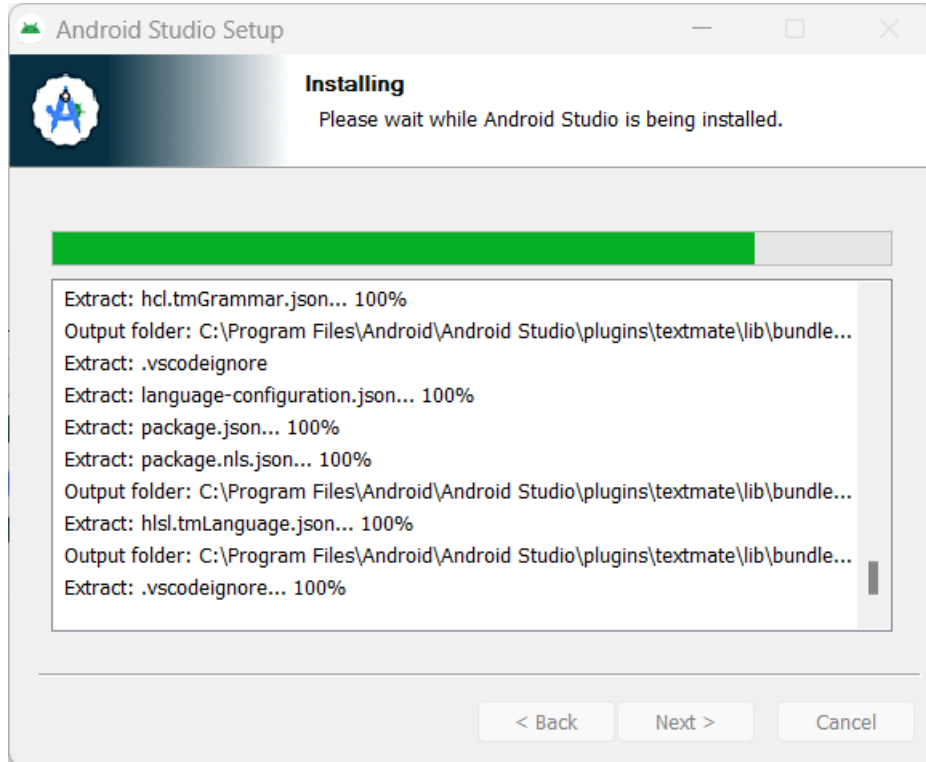 Android Studio Setup
Installing
Please wait while Android Studio is being installed.
Extract: hcl.tmGrammar.json... 100%
Output folder: C:\Program Files\Android\Android Studio\plugins\textmate\lib\bundle...
Extract: .vscodeignore
Extract: language-configuration.json... 100%
Extract: package.json... 100%
Extract: package.nls.json... 100%
Output folder: C:\Program Files\Android\Android Studio\plugins\textmate\lib\bundle...
Extract: hlsl.tmLanguage.json... 100%
Output folder: C:\Program Files\Android\Android Studio\plugins\textmate\lib\bundle...
Extract: .vscodeignore... 100%
< Back Next > Cancel